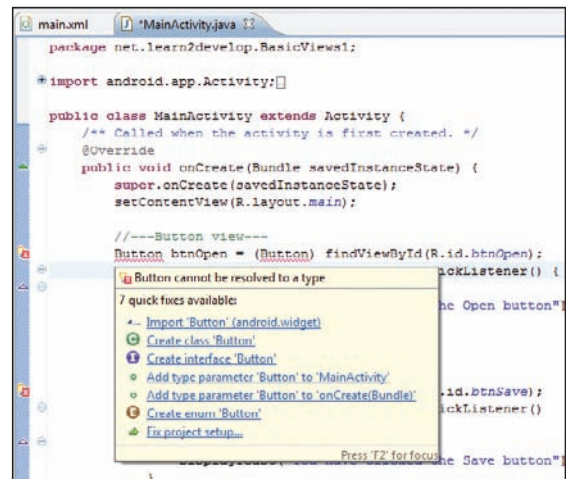 main.xml
*MainActivity.java
package net.learn2develop.BasicViews1;
import android.app.Activity;
public class MainActivity extends Activity {
/** Called when the activity is first created. */
@Override
public void onCreate(Bundle savedInstanceState) {
super.onCreate(savedInstanceState);
setContentView(R.layout.main);
//---Button view---
Button btnOpen = (Button) findViewById(R.id.btnOpen);
ickListener() {
Button cannot be resolved to a type
7 quick fixes available:
he Open button"
Import 'Button' (android.widget)
Create class 'Button'
Create interface 'Button'
Add type parameter 'Button' to 'MainActivity'
Add type parameter 'Button' to 'onCreate(Bundle)'
.id.btnSave);
Create enum 'Button'
ickListener()
Fix project setup...
Press 'F2' for focus
the Save button"
}